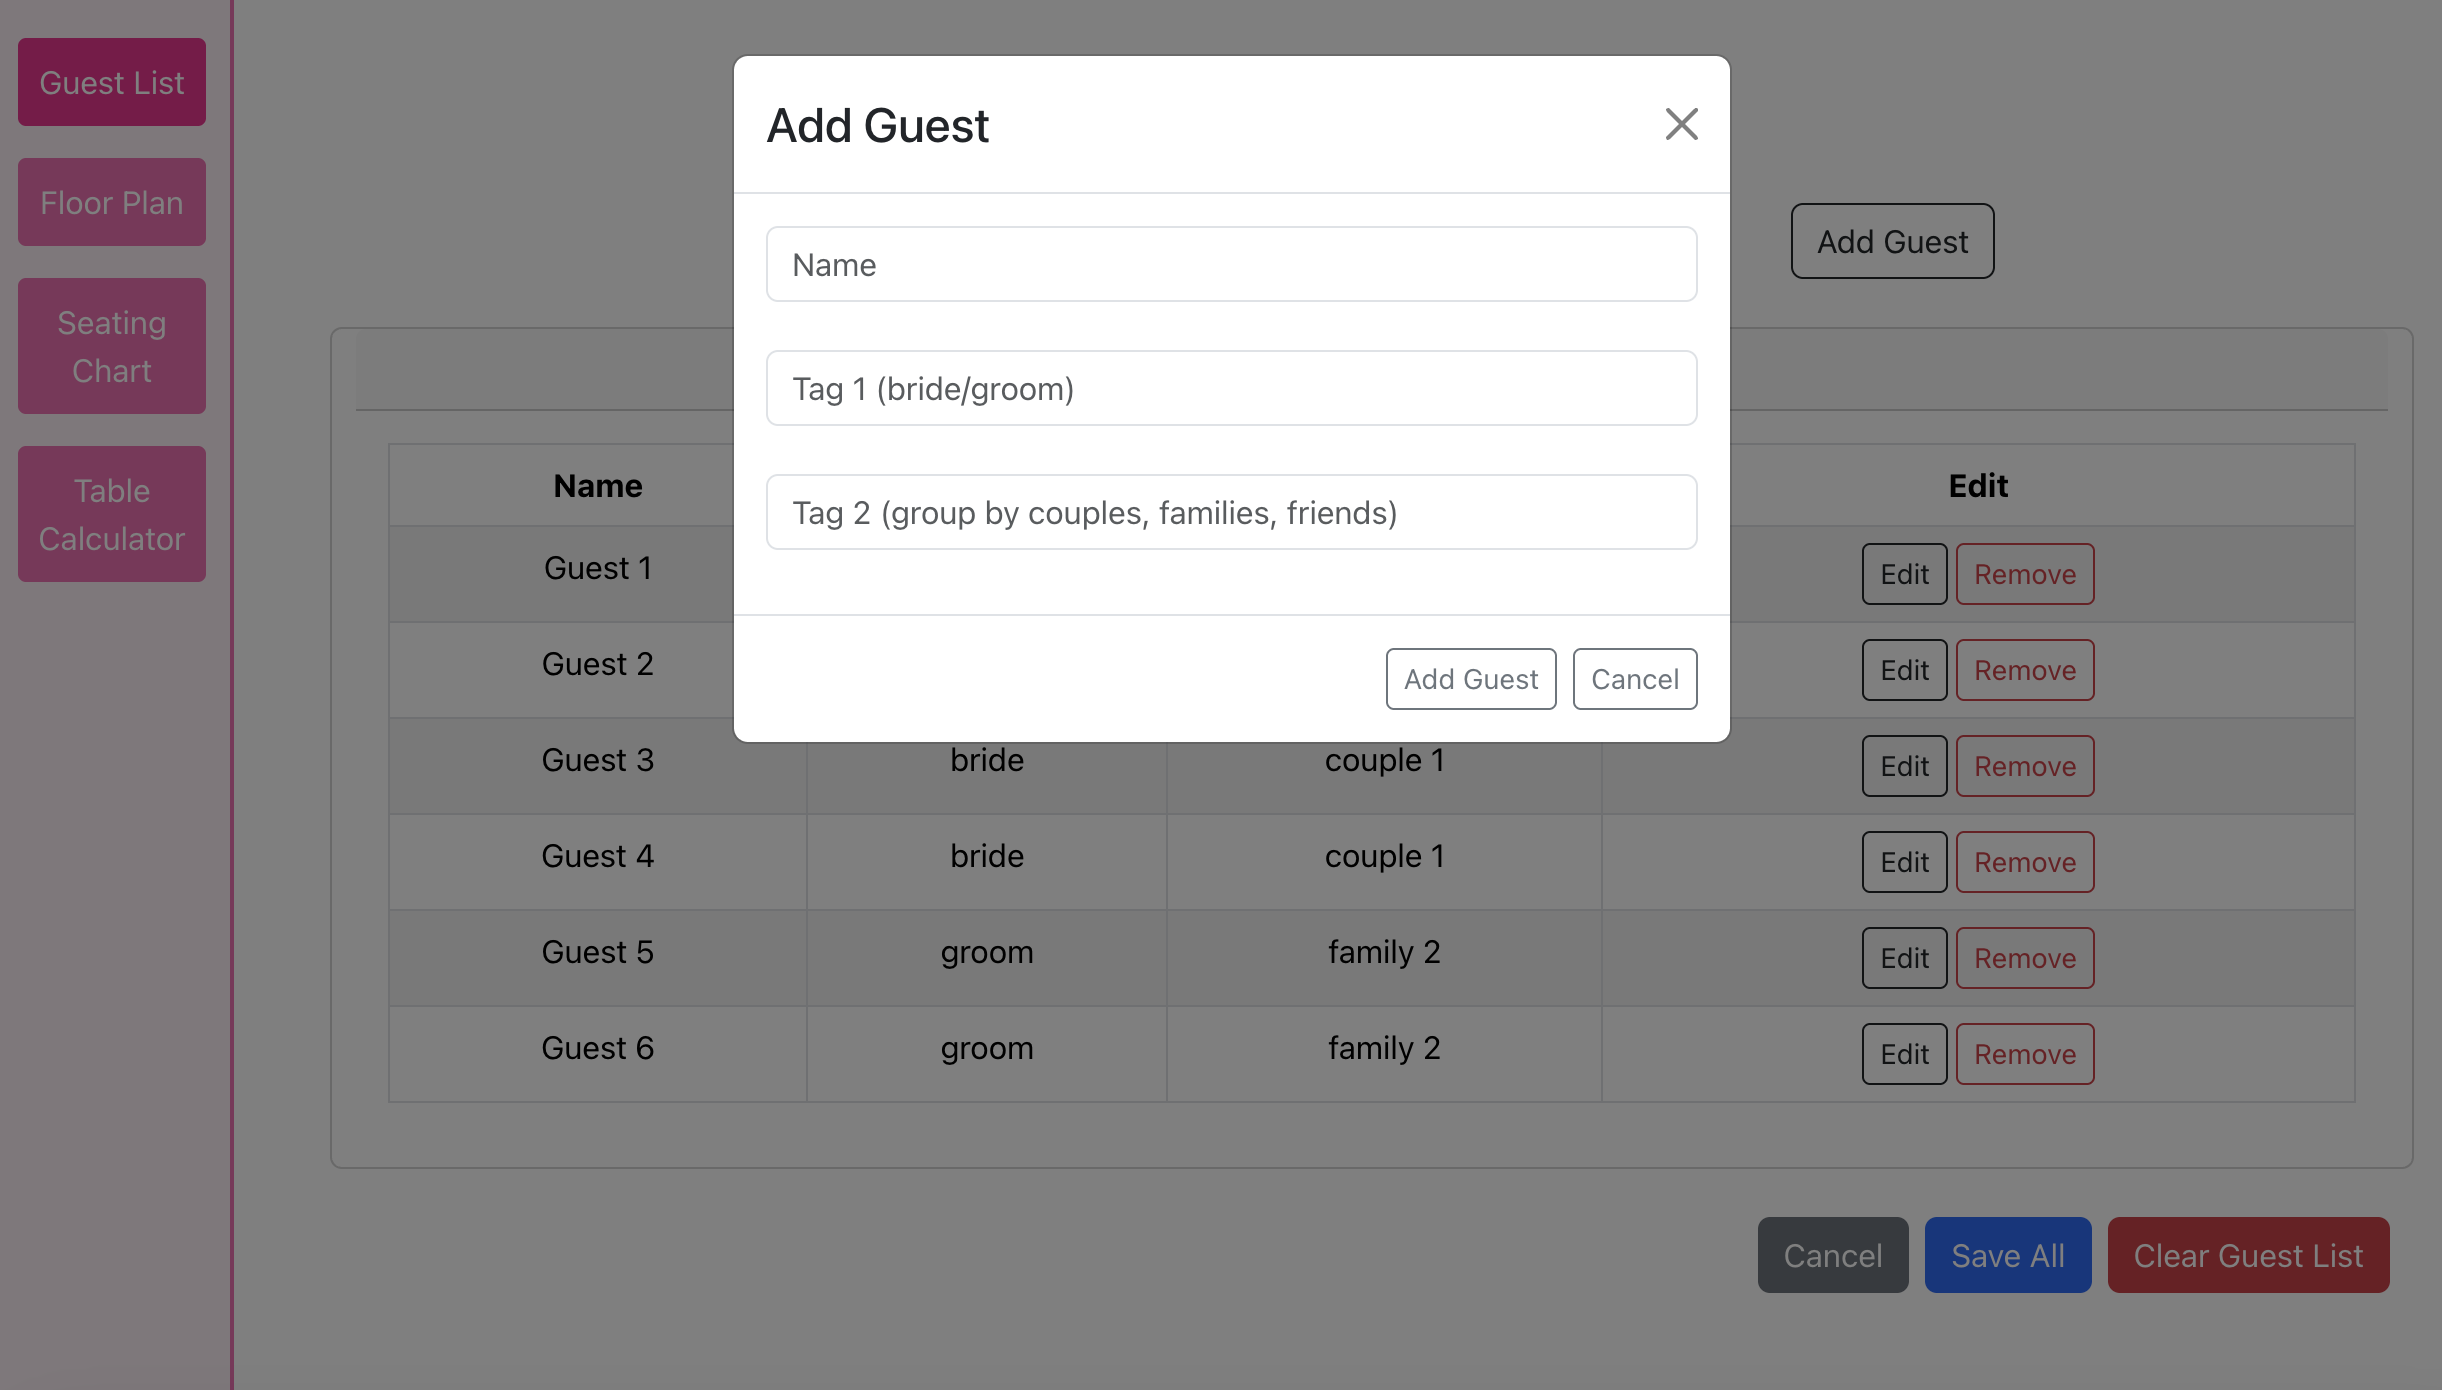 Guest List
Floor Plan
Seating
Chart
Table
Calculator
Add Guest
Name
Tag 1 (bride/groom)
Tag 2 (group by couples, families, friends)
Add Guest Cancel
Add Guest
Name Edit
Guest 1 Edit Remove
Guest 2 Edit Remove
Guest 3 bride couple 1 Edit Remove
Guest 4 bride couple 1 Edit Remove
Guest 5 groom family 2 Edit Remove
Guest 6 groom family 2 Edit Remove
Cancel Save All Clear Guest List